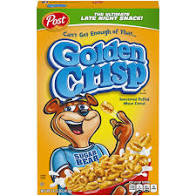 Post
THE ULTIMATE
LATE NIGHT SNACK!
Can't Get Enough of That...
Golden
Crisp
Sweetened Puffed
Wheat Cereal
SUGAR
BEAR